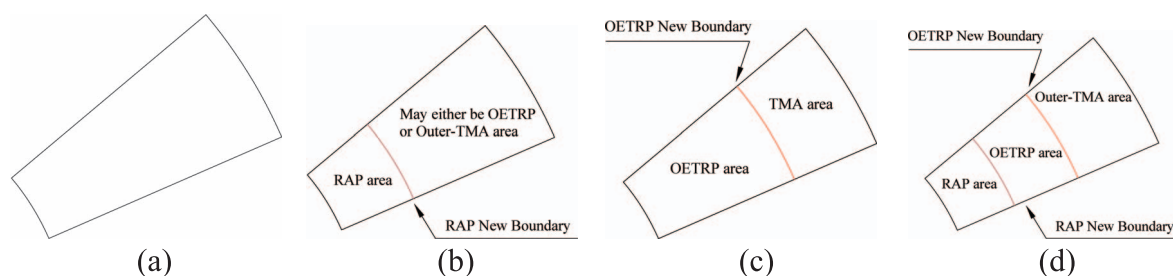 May either be OETRP
or Outer-TMA area
RAP area
RAP New Boundary
OETRP New Boundary
TMA area
OETRP area
OETRP New Boundary
Outer-TMA area
OETRP area
RAP area
RAP New Boundary
(a)
(b)
(c)
(d)